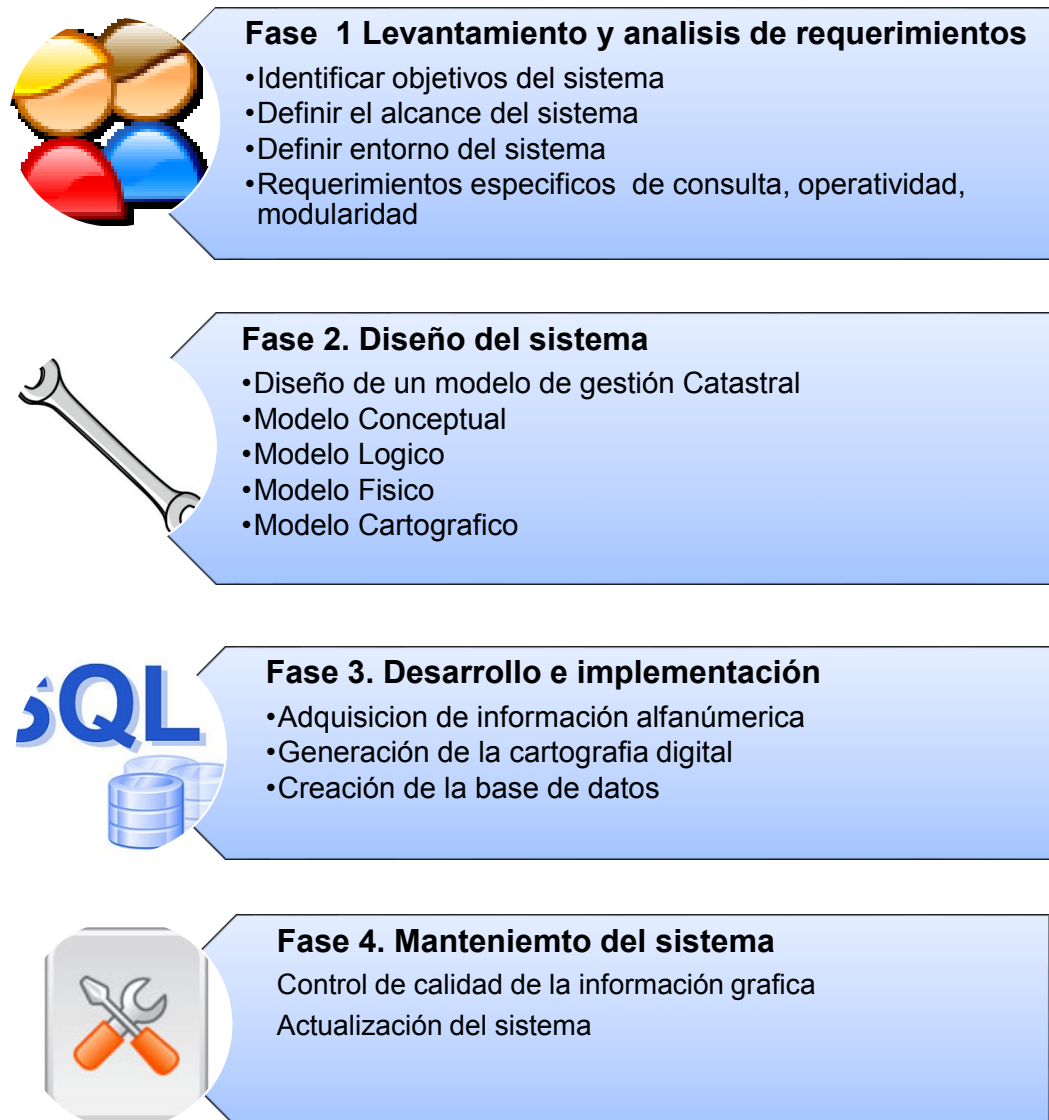 Fase 1 Levantamiento y analisis de requerimientos
•Identificar objetivos del sistema
•Definir el alcance del sistema
•Definir entorno del sistema
•Requerimientos especificos de consulta, operatividad,
modularidad
Fase 2. Diseño del sistema
•Diseño de un modelo de gestión Catastral
•Modelo Conceptual
•Modelo Logico
•Modelo Fisico
•Modelo Cartografico
SQL
Fase 3. Desarrollo e implementación
•Adquisicion de información alfanúmerica
•Generación de la cartografia digital
•Creación de la base de datos
Fase 4. Manteniemto del sistema
Control de calidad de la información grafica
Actualización del sistema